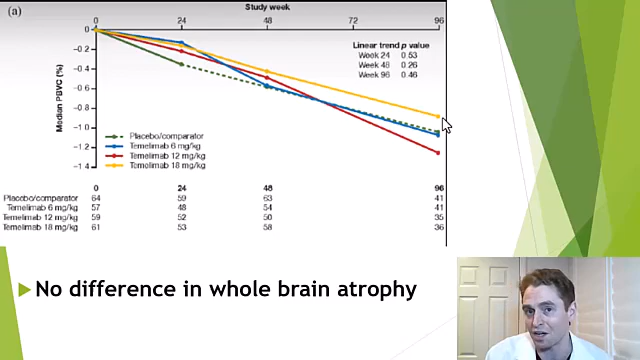 (a)
Study week
0 24 48 72 96
0
−0.2
−0.4
−0.6
−0.8
−1.0
−1.2
−1.4
Median PBVC (%)
Linear trend p value
Week 24 0.53
Week 48 0.26
Week 96 0.46
Placebo/comparator
Temelimab 6 mg/kg
Temelimab 12 mg/kg
Temelimab 18 mg/kg
0 24 48 96
Placebo/comparator 64 59 63 41
Temelimab 6 mg/kg 57 48 54 41
Temelimab 12 mg/kg 59 52 50 35
Temelimab 18 mg/kg 61 53 58 36
No difference in whole brain atrophy